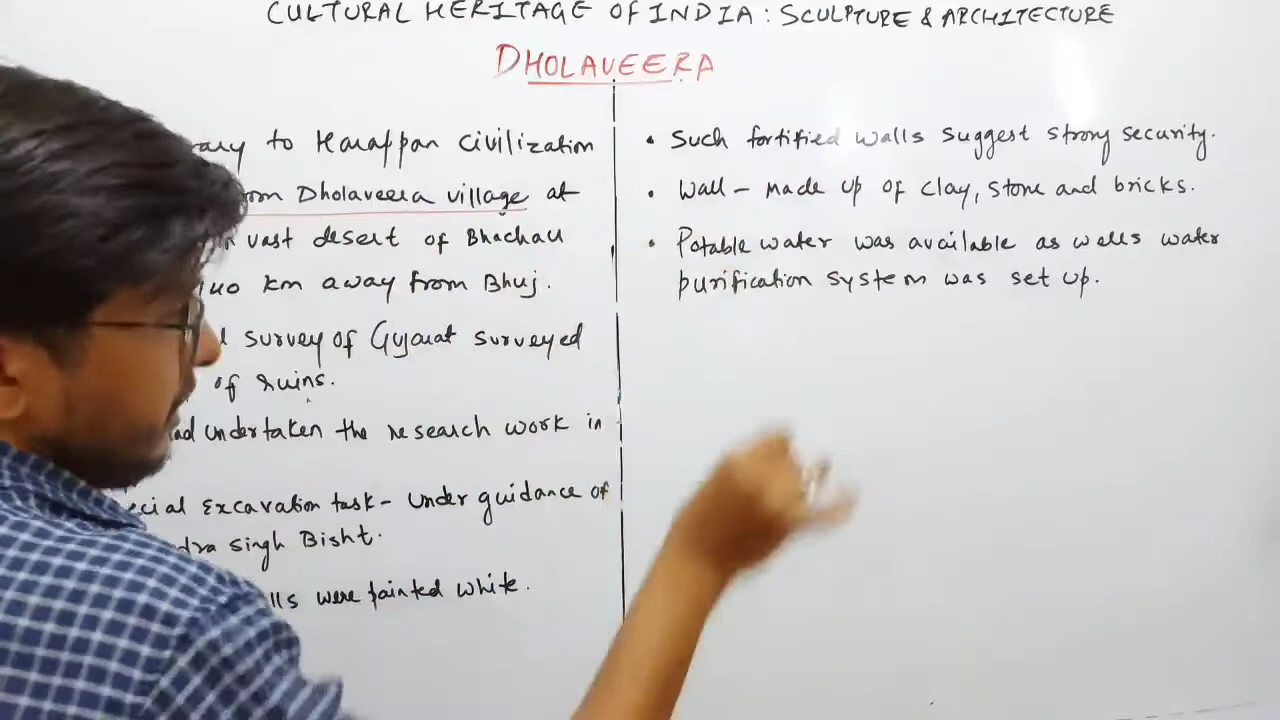 CULTURAL HERITAGE OF INDIA: SCULPTURE & ARCHITECTURE
DHOLAVEERA
to Harappan Civilization
Dholaveera village at
vast desert of Bhachau
km away from Bhuj.
survey of Gujarat surveyed
of ruins.
undertaken the research work in
Excavation task- under guidance of
Singh Bisht.
were painted white.
• Such fortified walls suggest strong security.
• Wall - Made up of clay, stone and bricks.
• Potable water was available as wells water
purification system was set up.